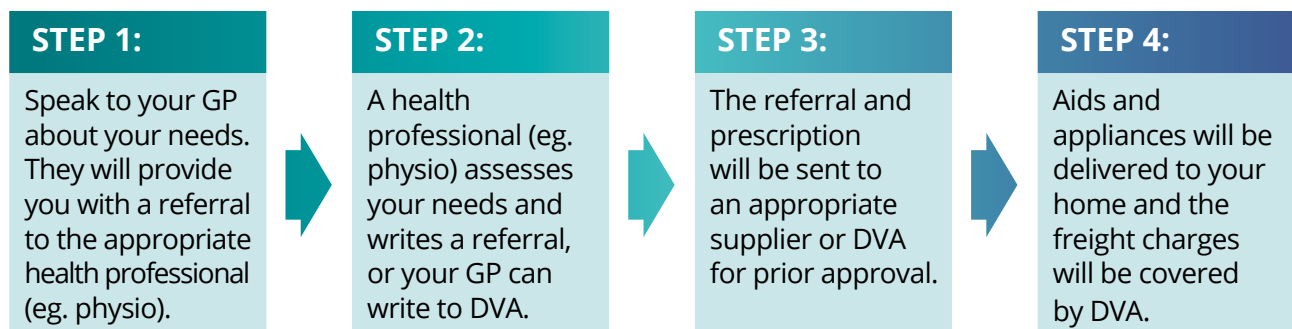 STEP 1:
Speak to your GP
about your needs.
They will provide
you with a referral
to the appropriate
health professional
(eg. physio).
STEP 2:
A health
professional (eg.
physio) assesses
your needs and
writes a referral,
or your GP can
write to DVA.
STEP 3:
The referral and
prescription
will be sent to
an appropriate
supplier or DVA
for prior approval.
STEP 4:
Aids and
appliances will be
delivered to your
home and the
freight charges
will be covered
by DVA.